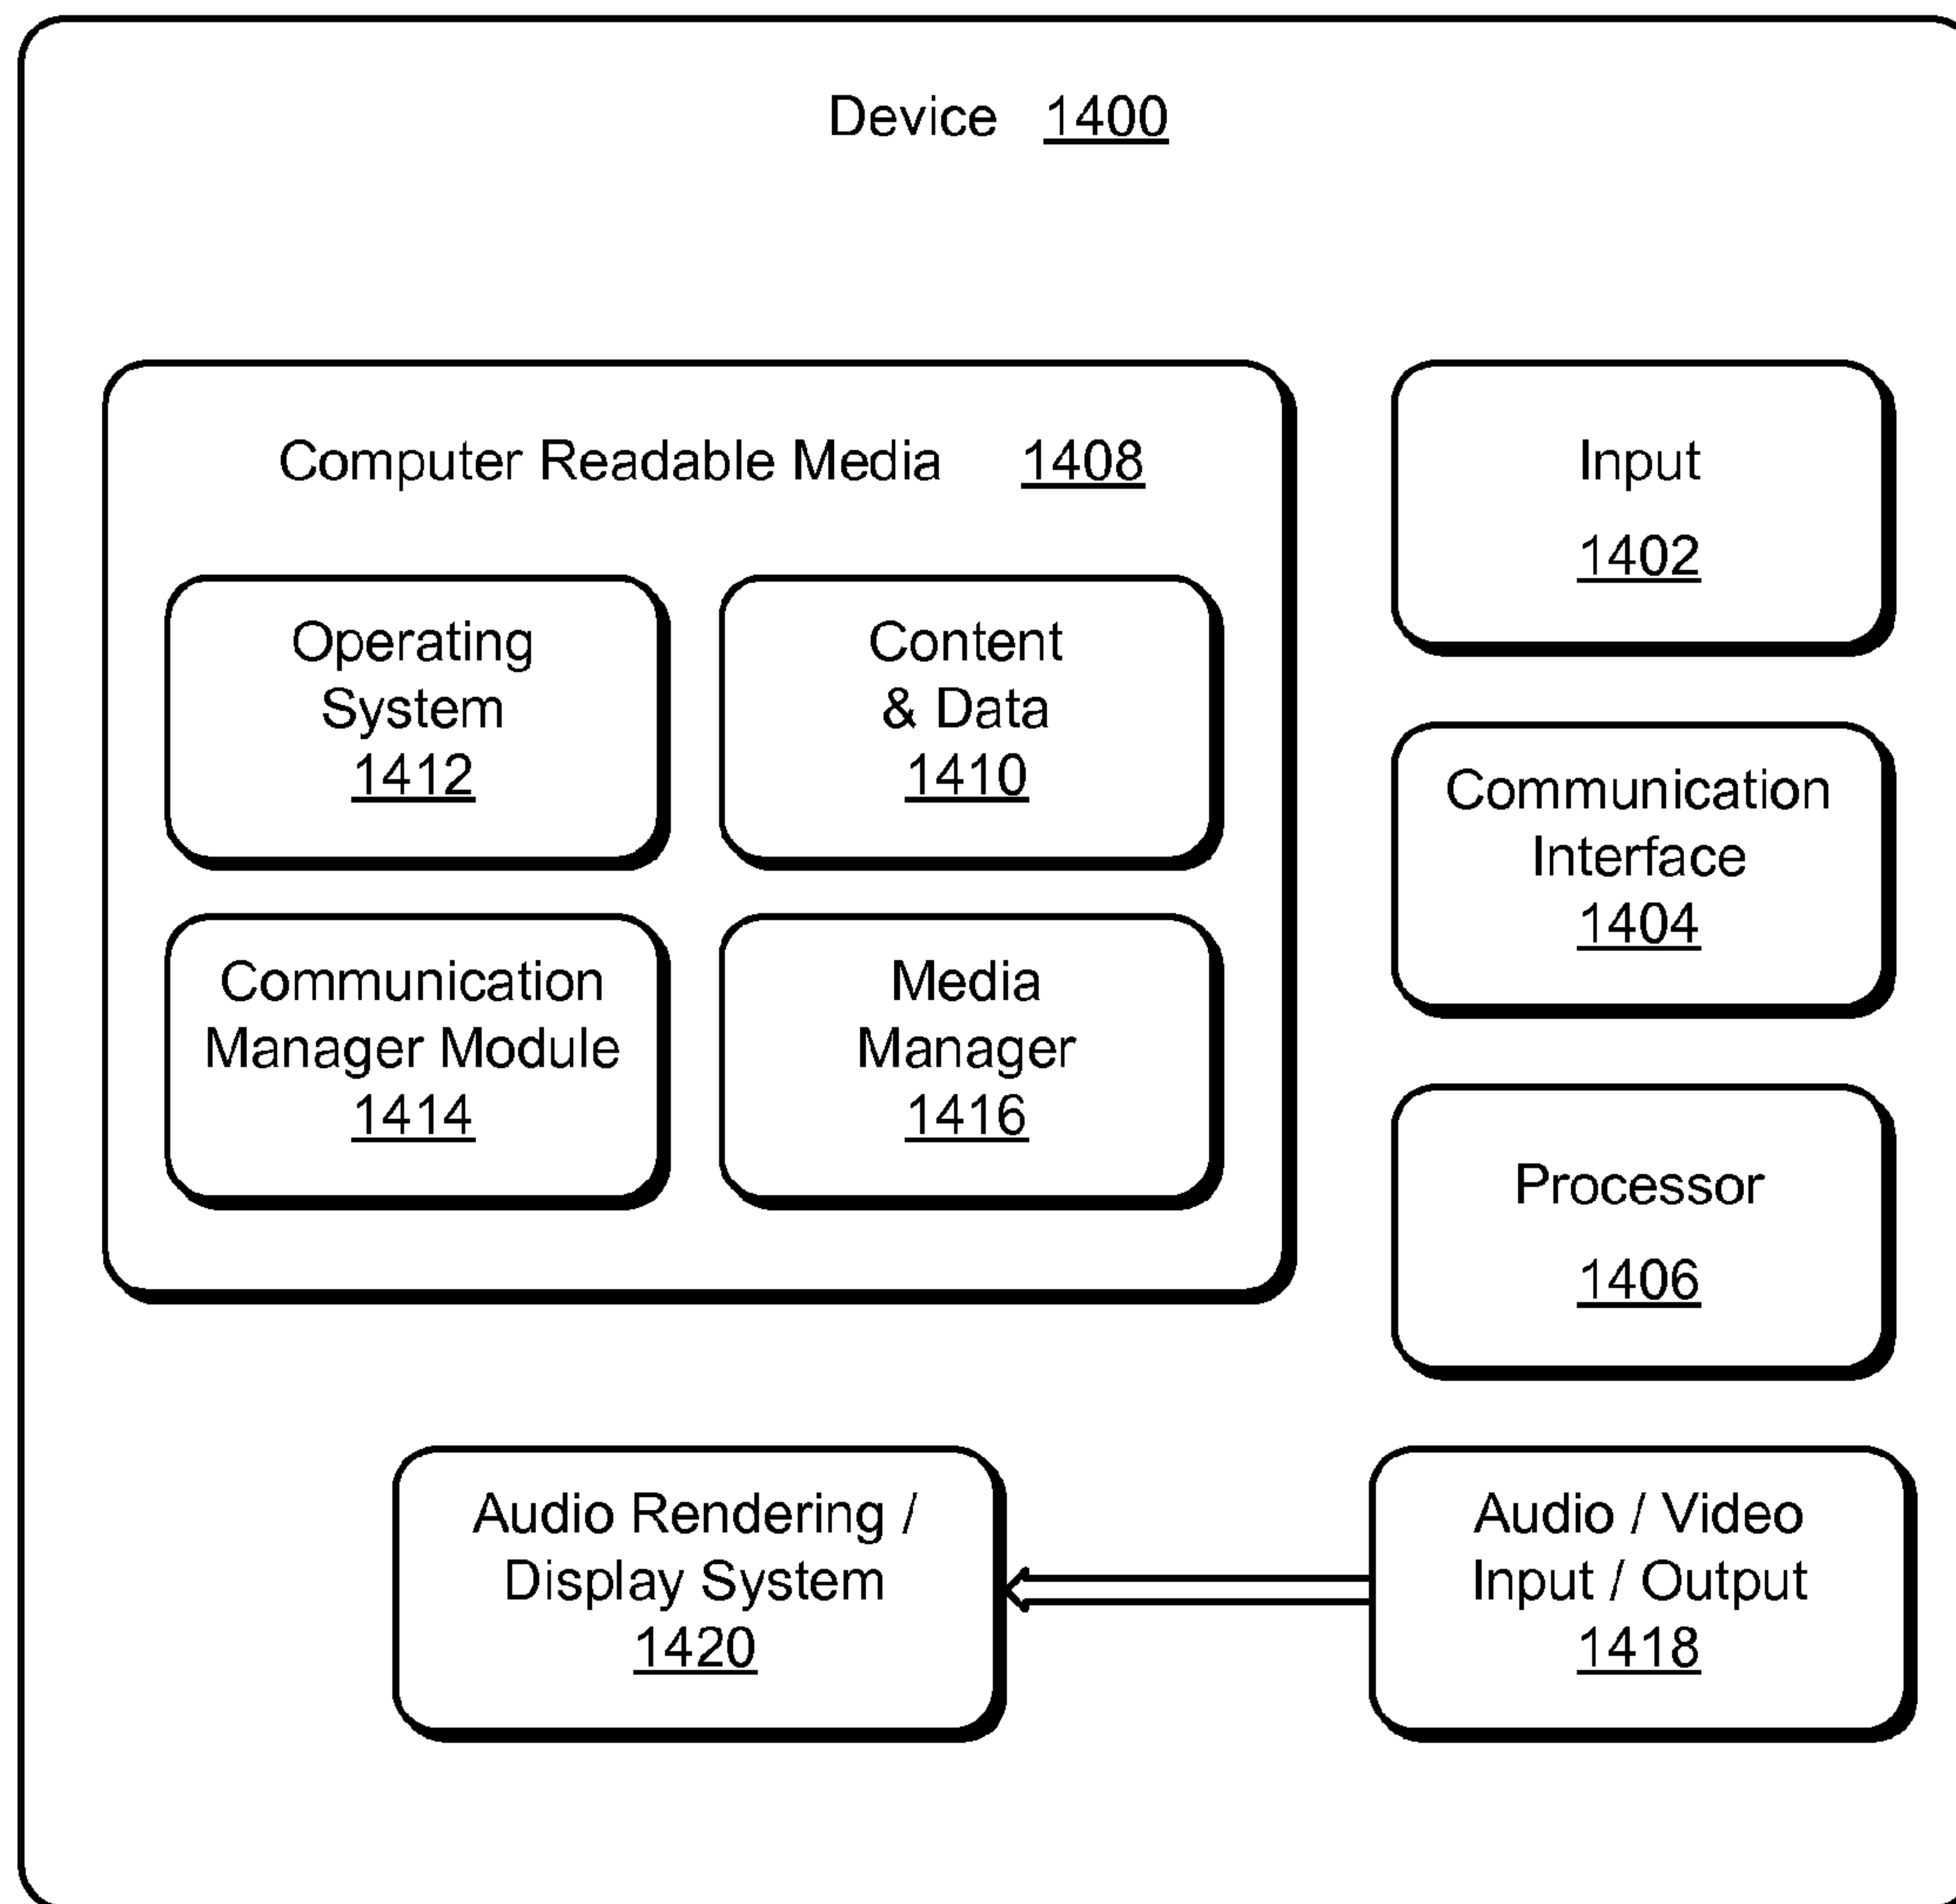 Device 1400
Computer Readable Media 1408
Operating
System
1412
Content
& Data
1410
Communication
Manager Module
1414
Media
Manager
1416
Input
1402
Communication
Interface
1404
Processor
1406
Audio Rendering /
Display System
1420
Audio / Video
Input / Output
1418